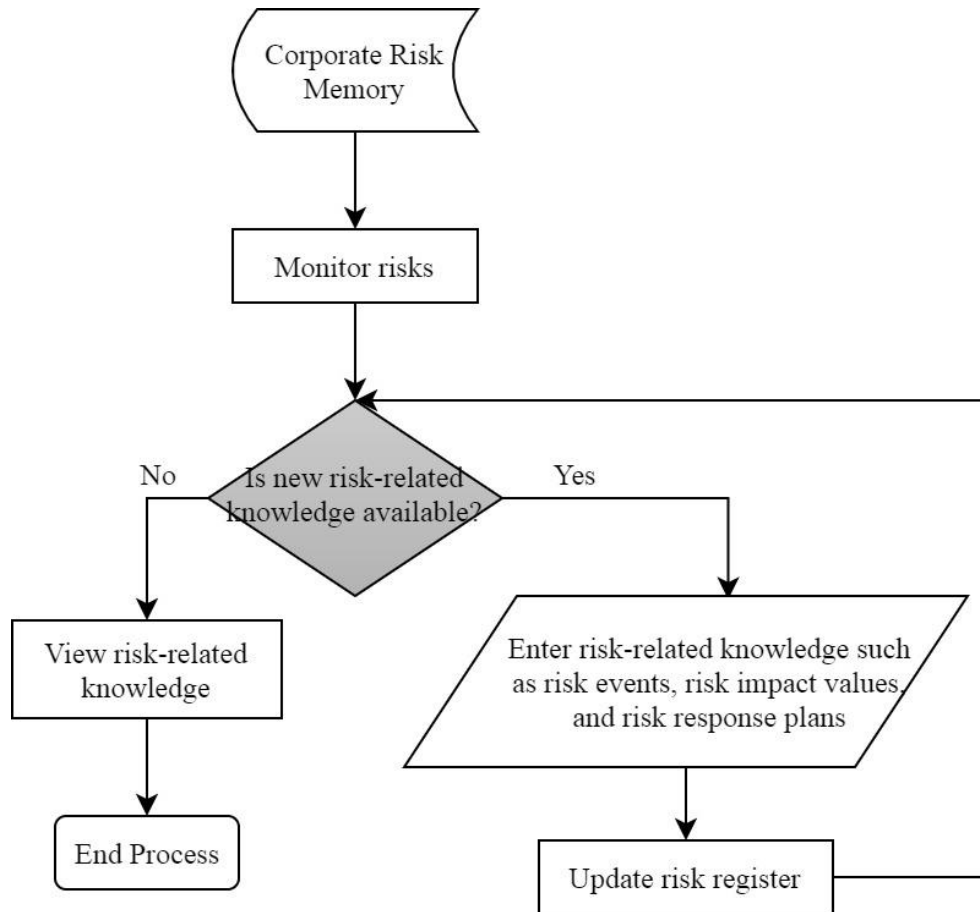 Corporate Risk
Memory
Monitor risks
No
Is new risk-related
knowledge available?
Yes
View risk-related
knowledge
Enter risk-related knowledge such
as risk events, risk impact values,
and risk response plans
End Process
Update risk register